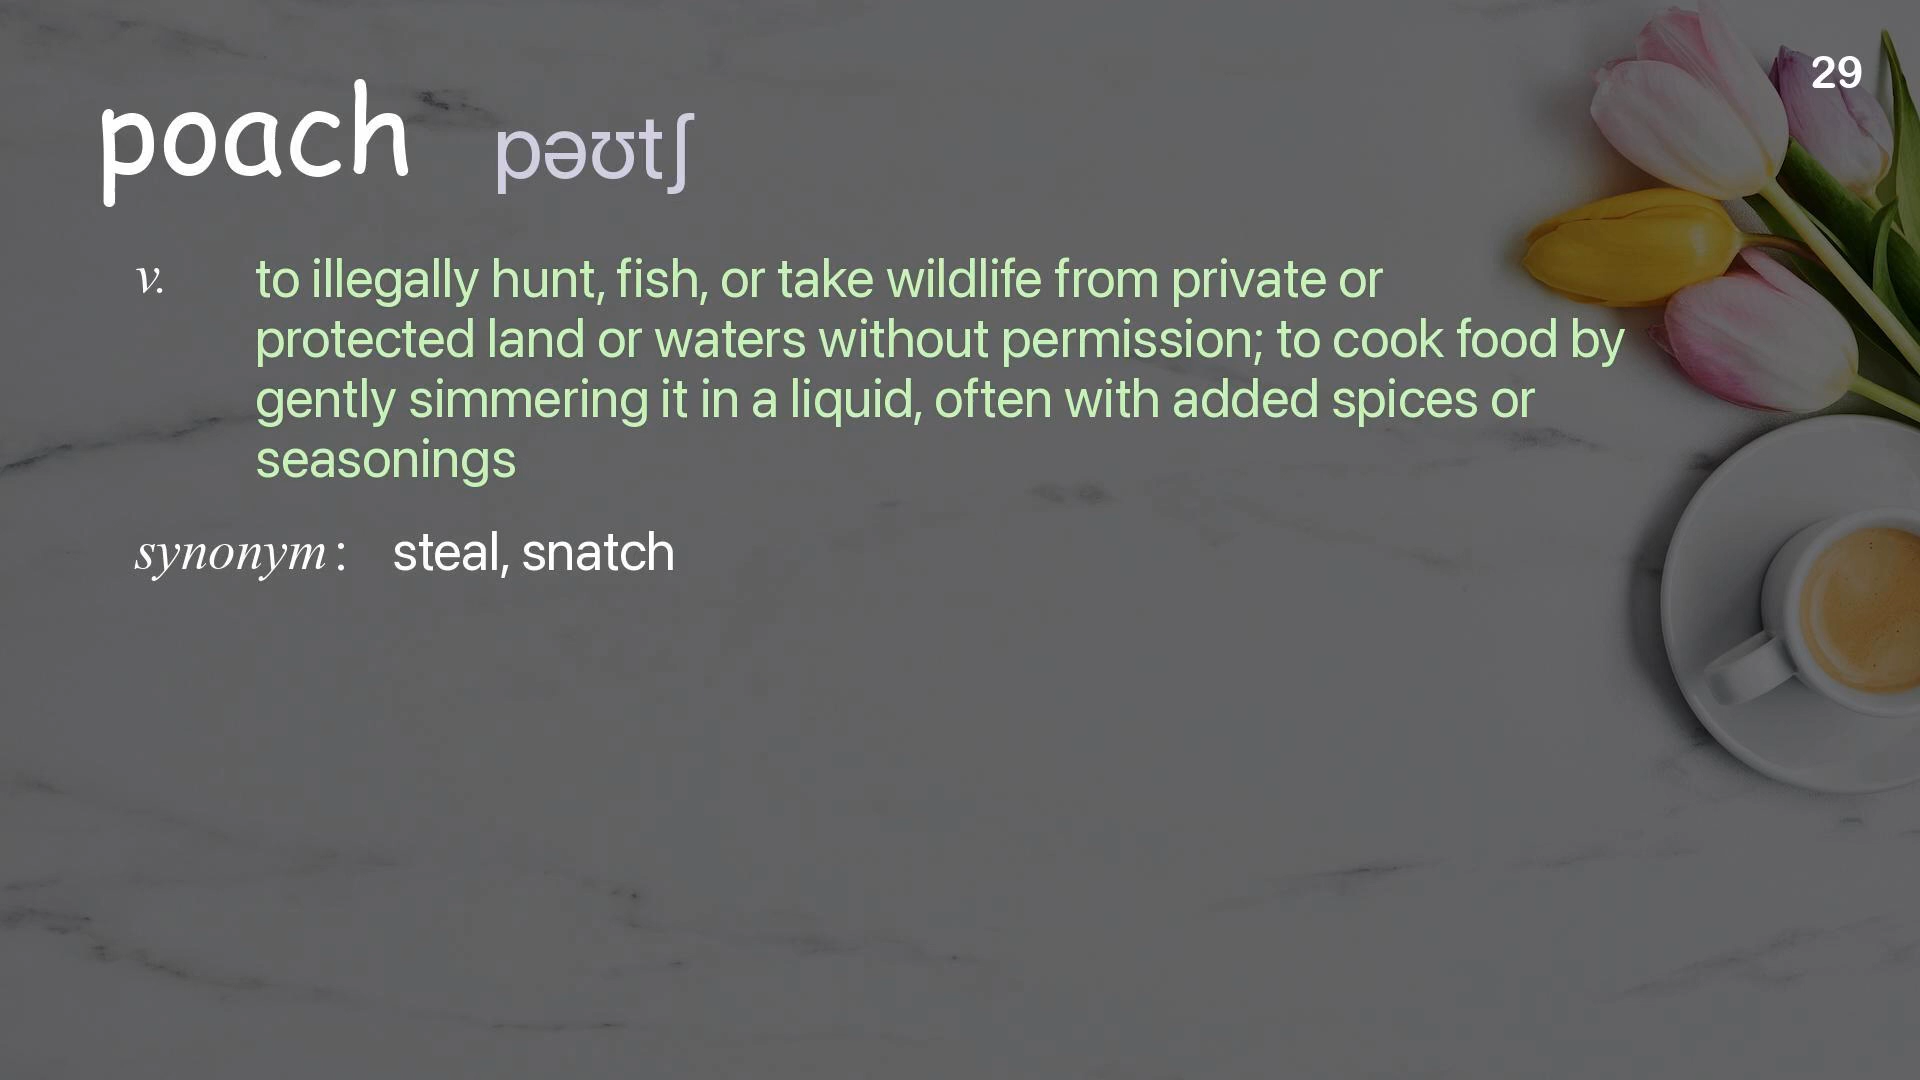 29
poach pəʊtʃ
v. to illegally hunt, fish, or take wildlife from private or
protected land or waters without permission; to cook food by
gently simmering it in a liquid, often with added spices or
seasonings
synonym : steal, snatch